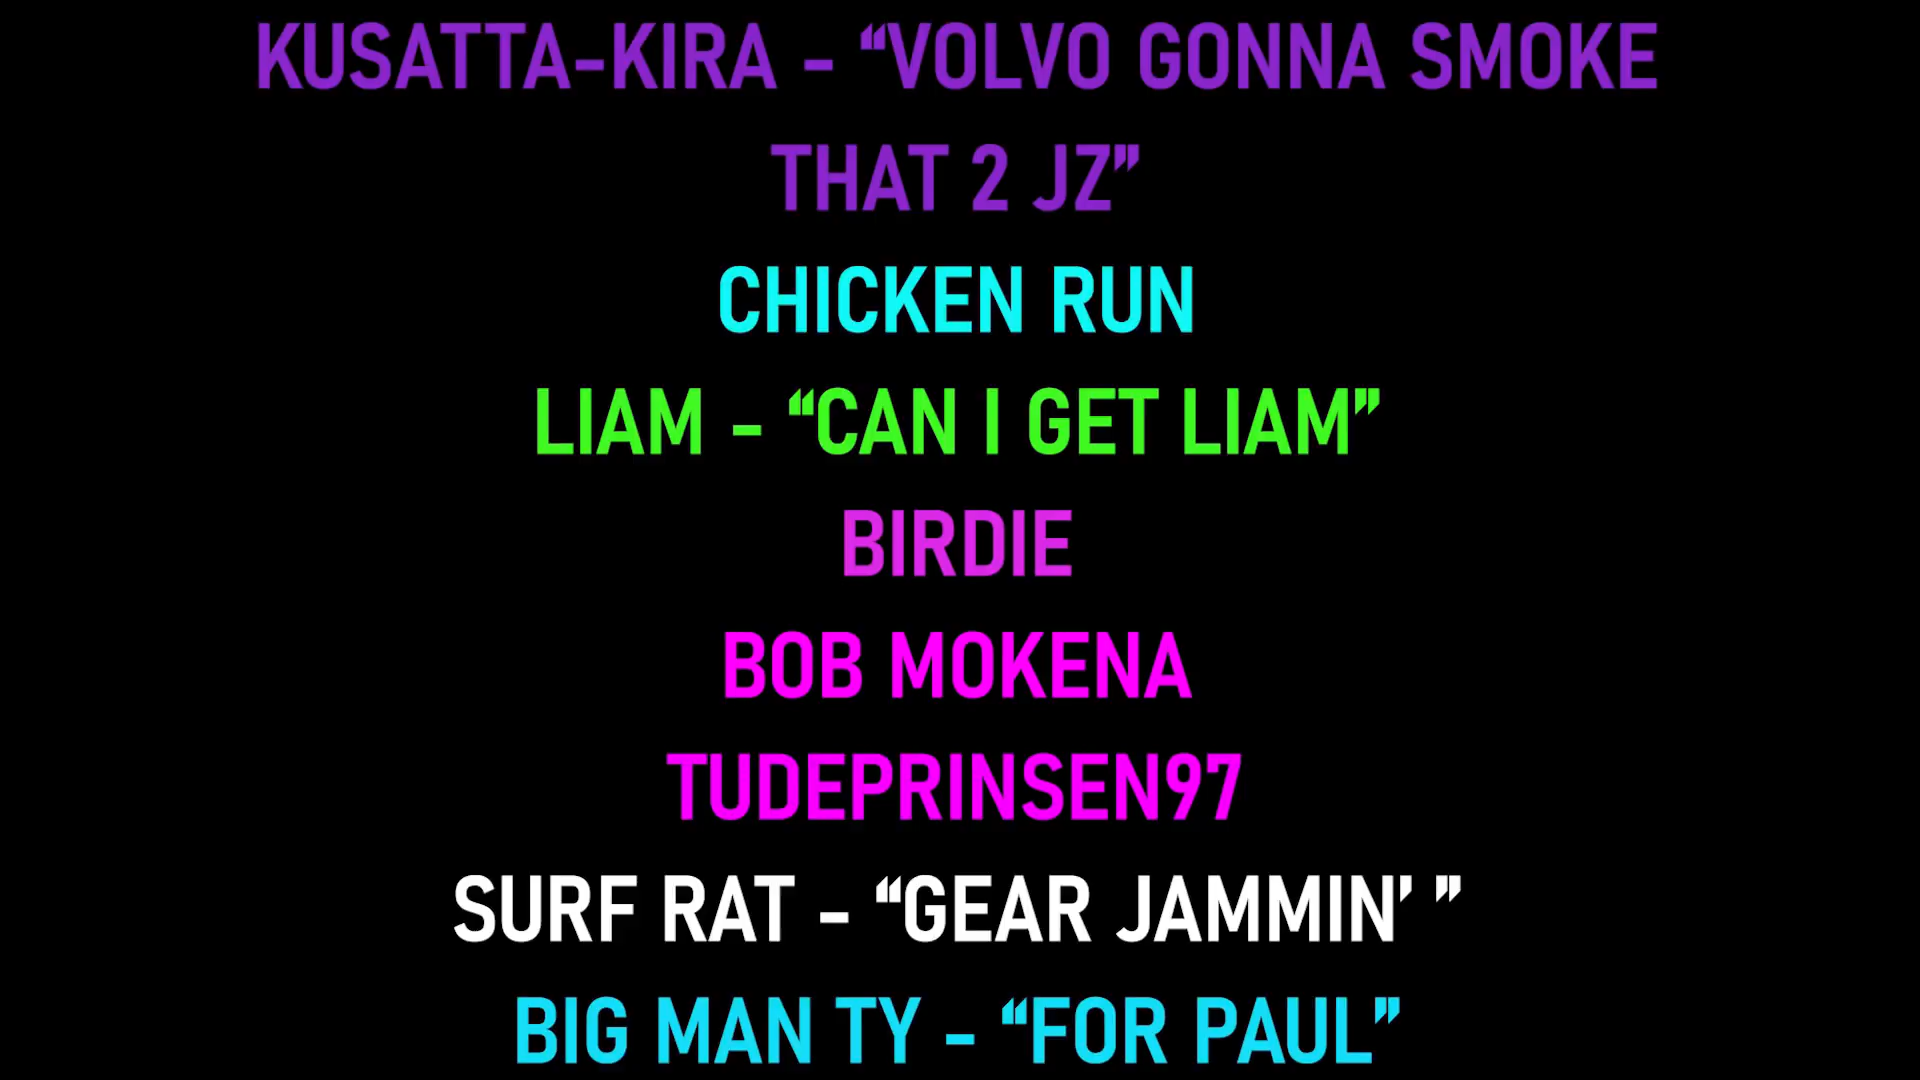 KUSATTA-KIRA - “VOLVO GONNA SMOKE
THAT 2 JZ”
CHICKEN RUN
LIAM - “CAN I GET LIAM”
BIRDIE
BOB MOKENA
TUDEPRINSEN97
SURF RAT - “GEAR JAMMIN’ ”
BIG MAN TY - “FOR PAUL”